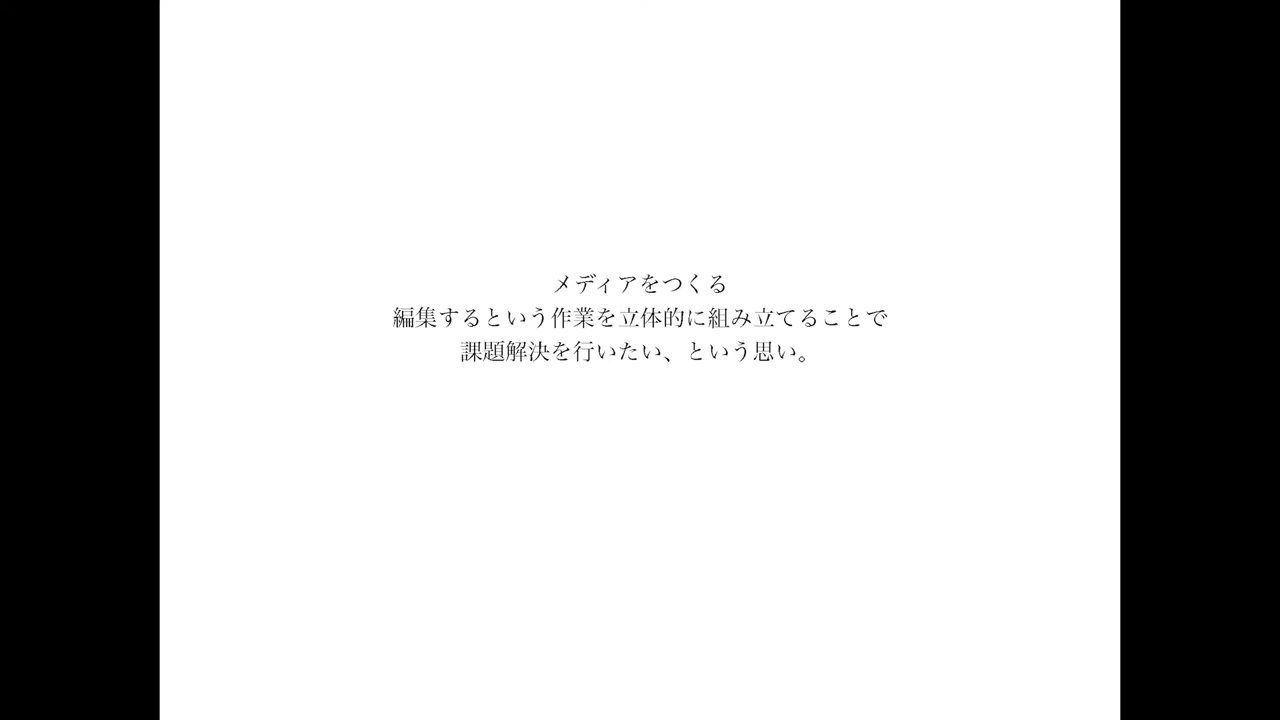 メディアをつくる
編集するという作業を立体的に組み立てることで
課題解決を行いたい、という思い。